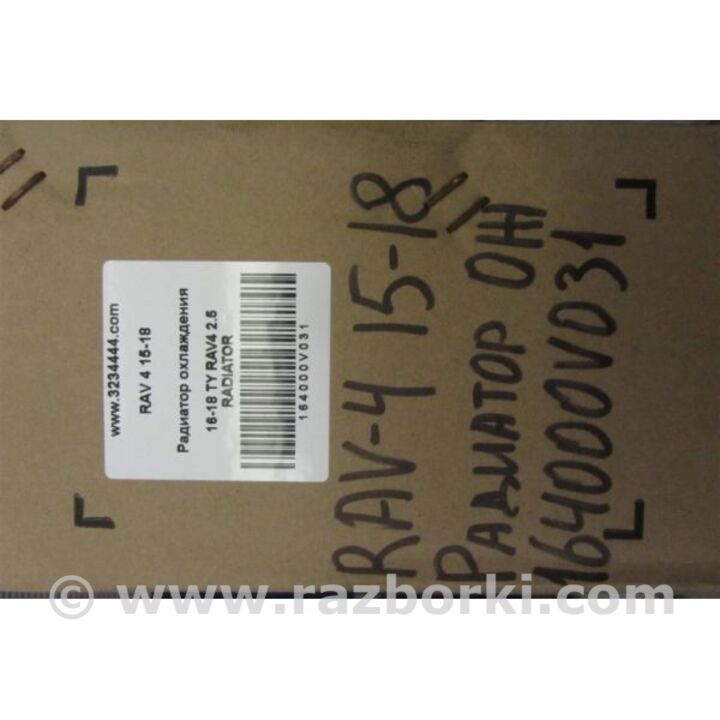 www.3234444.com
RAV 4 15-18
Радиатор охлаждения
16-18 TY RAV4 2.5
RADIATOR
164000V031
RAV-4 15-18
РАДИАТОР ОЖ
164000V031
© www.razborki.com